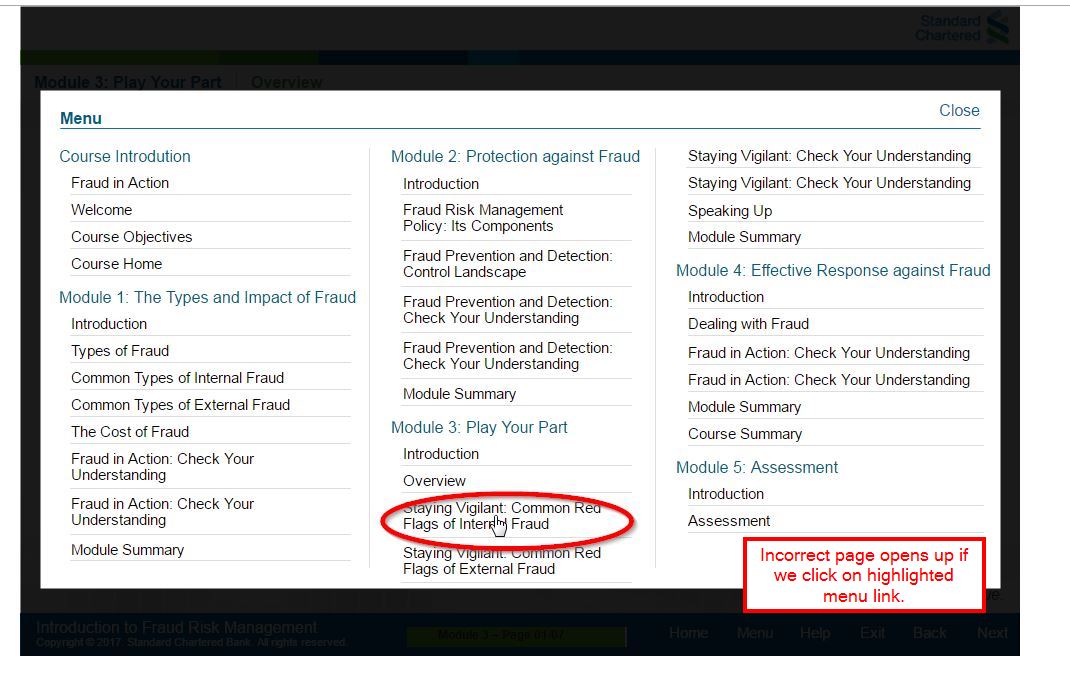 Standard
Chartered
Module 3: Play Your Part
Overview
Menu
Close
Course Introdution
Fraud in Action
Welcome
Course Objectives
Course Home
Module 1: The Types and Impact of Fraud
Introduction
Types of Fraud
Common Types of Internal Fraud
Common Types of External Fraud
The Cost of Fraud
Fraud in Action: Check Your
Understanding
Fraud in Action: Check Your
Understanding
Module Summary
Module 2: Protection against Fraud
Introduction
Fraud Risk Management
Policy: Its Components
Fraud Prevention and Detection:
Control Landscape
Fraud Prevention and Detection:
Check Your Understanding
Fraud Prevention and Detection:
Check Your Understanding
Module Summary
Module 3: Play Your Part
Introduction
Overview
Staying Vigilant: Common Red
Flags of Internal Fraud
Staying Vigilant: Common Red
Flags of External Fraud
Staying Vigilant: Check Your Understanding
Staying Vigilant: Check Your Understanding
Speaking Up
Module Summary
Module 4: Effective Response against Fraud
Introduction
Dealing with Fraud
Fraud in Action: Check Your Understanding
Fraud in Action: Check Your Understanding
Module Summary
Course Summary
Module 5: Assessment
Introduction
Assessment
Incorrect page opens up if
we click on highlighted
menu link.
Introduction to Fraud Risk Management
Copyright © 2017. Standard Chartered Bank. All rights reserved.
Module 3 – Page 01/07
Home
Menu
Help
Exit
Back
Next